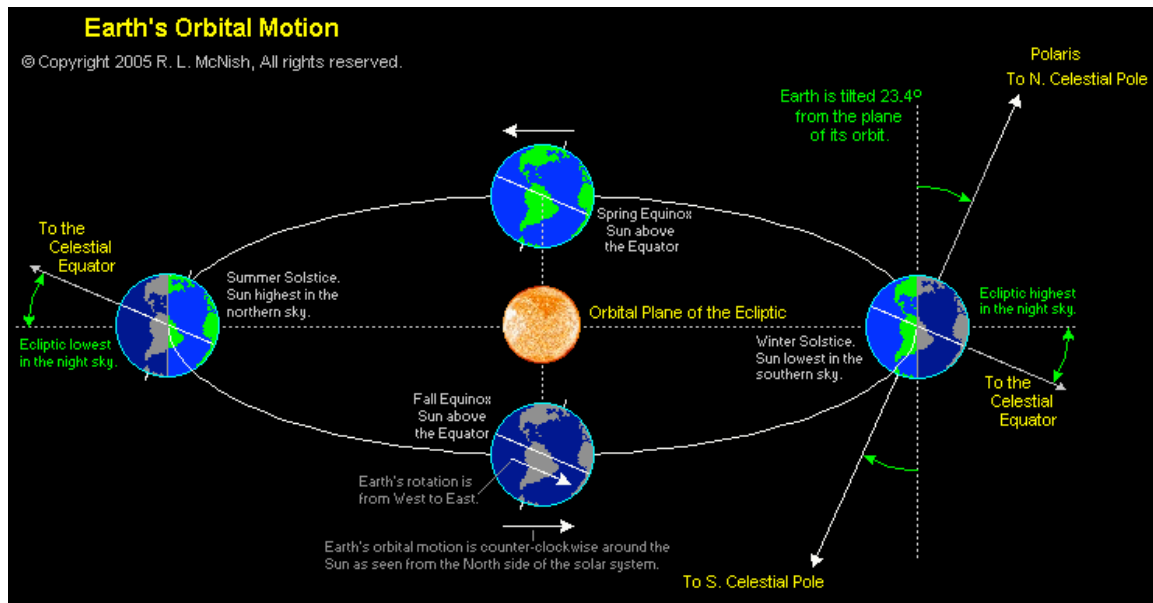 Earth's Orbital Motion
© Copyright 2005 R. L. McNish, All rights reserved.
Polaris
To N. Celestial Pole
Earth is tilted 23.4º
from the plane
of its orbit.
Spring Equinox
Sun above
the Equator
To the
Celestial
Equator
Summer Solstice.
Sun highest in the
northern sky.
Ecliptic lowest
in the night sky.
Orbital Plane of the Ecliptic
Ecliptic highest
in the night sky.
Winter Solstice.
Sun lowest in the
southern sky.
To the
Celestial
Equator
Fall Equinox
Sun above
the Equator
Earth's rotation is
from West to East.
Earth's orbital motion is counter-clockwise around the
Sun as seen from the North side of the solar system.
To S. Celestial Pole